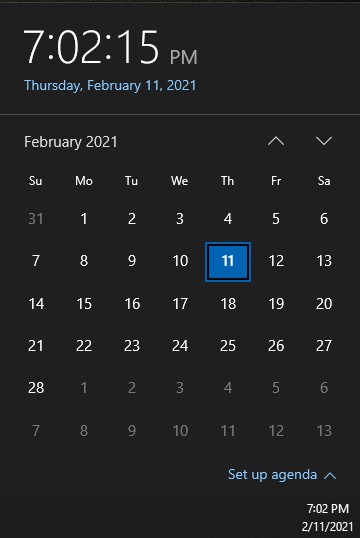 7:02:15 PM
Thursday, February 11, 2021
February 2021
Su Mo Tu We Th Fr Sa
31 1 2 3 4 5 6
7 8 9 10 11 12 13
14 15 16 17 18 19 20
21 22 23 24 25 26 27
28 1 2 3 4 5 6
7 8 9 10 11 12 13
Set up agenda
7:02 PM
2/11/2021